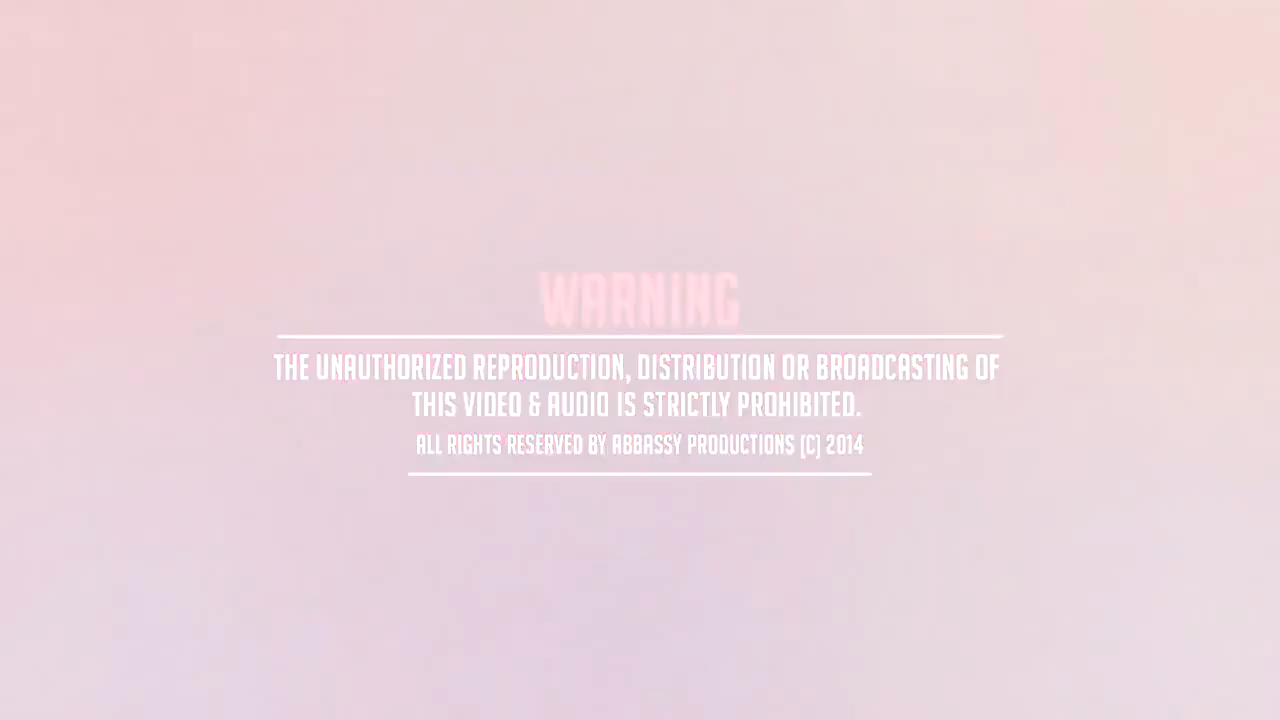 WARNING
THE UNAUTHORIZED REPRODUCTION, DISTRIBUTION OR BROADCASTING OF
THIS VIDEO & AUDIO IS STRICTLY PROHIBITED.
ALL RIGHTS RESERVED BY ABBASSY PRODUCTIONS (C) 2014